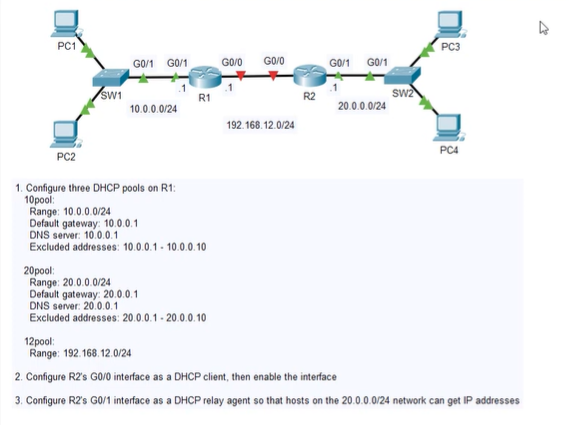 PC1
PC3
G0/1 G0/1 G0/0 G0/0 G0/1 G0/1
SW1 .1 R1 .1 R2 .1 SW2
10.0.0.0/24 20.0.0.0/24
192.168.12.0/24
PC2 PC4
1. Configure three DHCP pools on R1:
10pool:
Range: 10.0.0.0/24
Default gateway: 10.0.0.1
DNS server: 10.0.0.1
Excluded addresses: 10.0.0.1 - 10.0.0.10
20pool:
Range: 20.0.0.0/24
Default gateway: 20.0.0.1
DNS server: 20.0.0.1
Excluded addresses: 20.0.0.1 - 20.0.0.10
12pool:
Range: 192.168.12.0/24
2. Configure R2's G0/0 interface as a DHCP client, then enable the interface
3. Configure R2's G0/1 interface as a DHCP relay agent so that hosts on the 20.0.0.0/24 network can get IP addresses